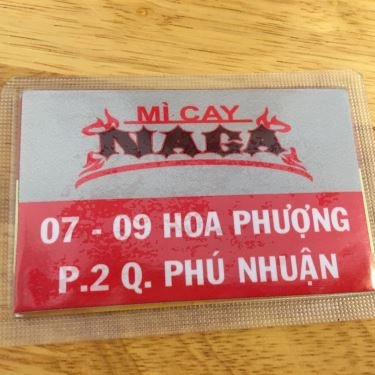 MÌ CAY
NAGA
07 - 09 HOA PHƯỢNG
P.2 Q. PHÚ NHUẬN